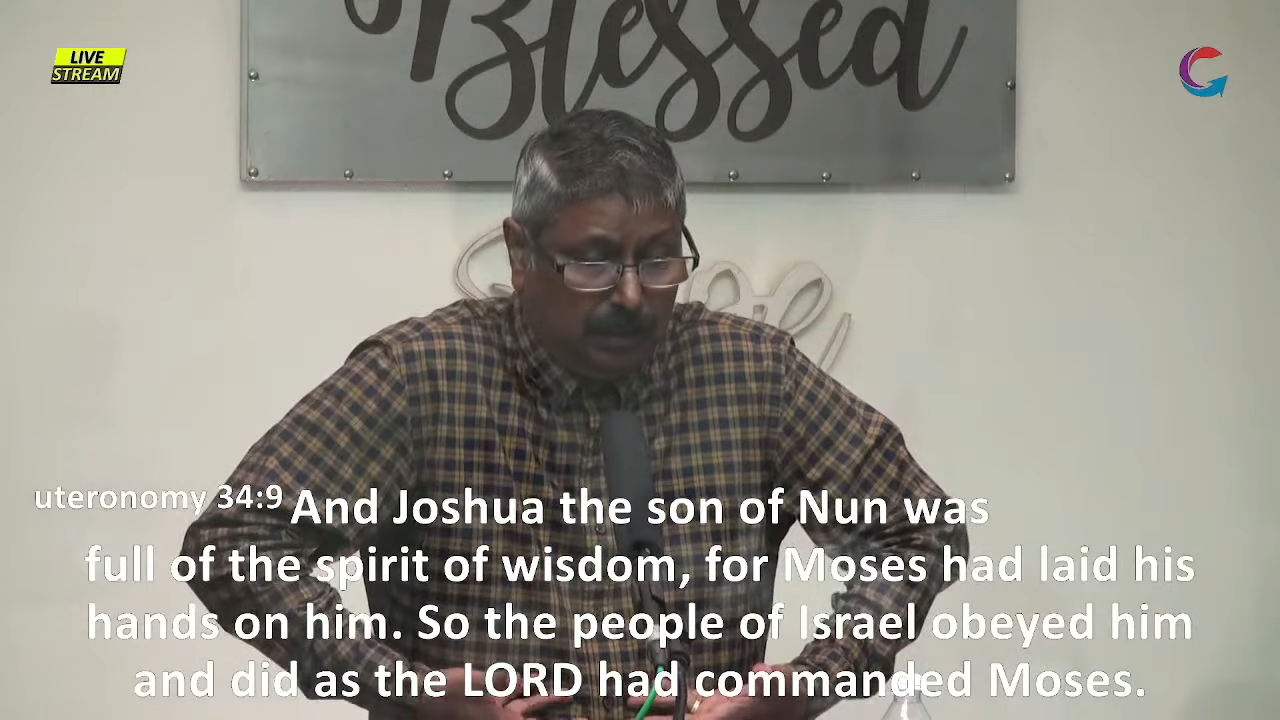 LIVE
STREAM
Blessed
uteronomy 34:9 And Joshua the son of Nun was
full of the spirit of wisdom, for Moses had laid his
hands on him. So the people of Israel obeyed him
and did as the LORD had commanded Moses.